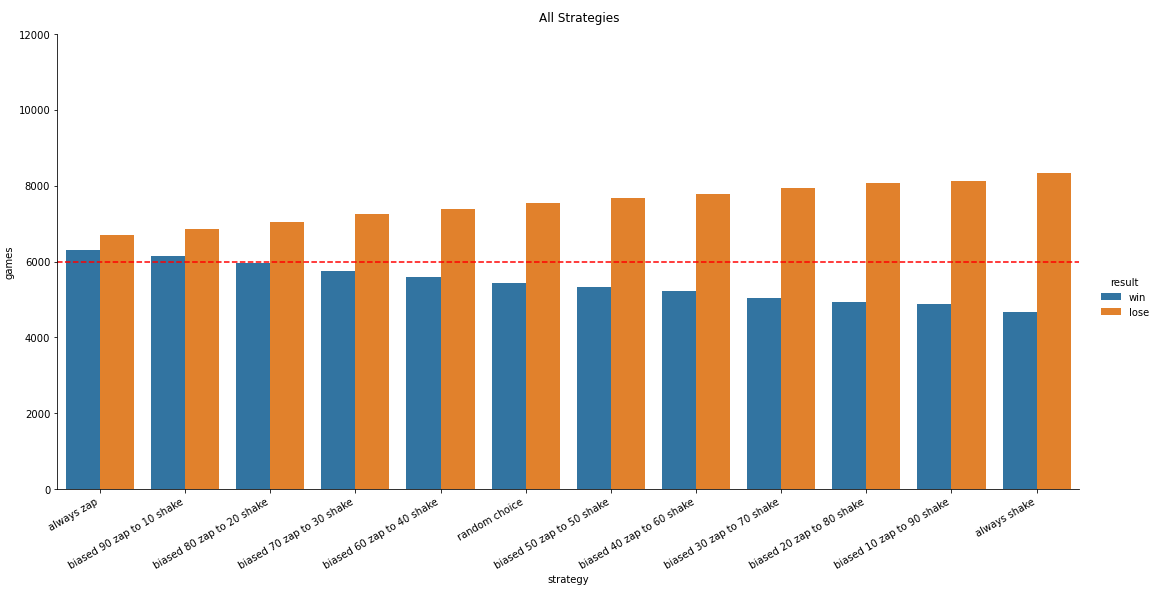 All Strategies
12000
10000
8000
6000
4000
2000
0
games
always zap
biased 90 zap to 10 shake
biased 80 zap to 20 shake
biased 70 zap to 30 shake
biased 60 zap to 40 shake
random choice
biased 50 zap to 50 shake
biased 40 zap to 60 shake
biased 30 zap to 70 shake
biased 20 zap to 80 shake
biased 10 zap to 90 shake
always shake
strategy
result
win
lose